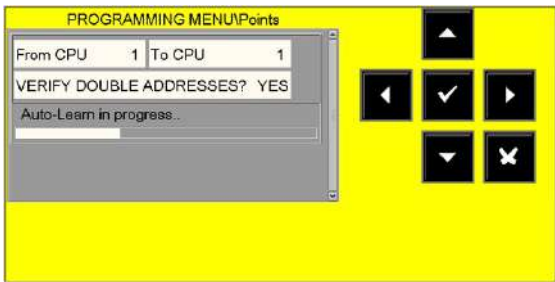 PROGRAMMING MENU\Points
From CPU 1 To CPU 1
VERIFY DOUBLE ADDRESSES? YES
Auto-Learn in progress..